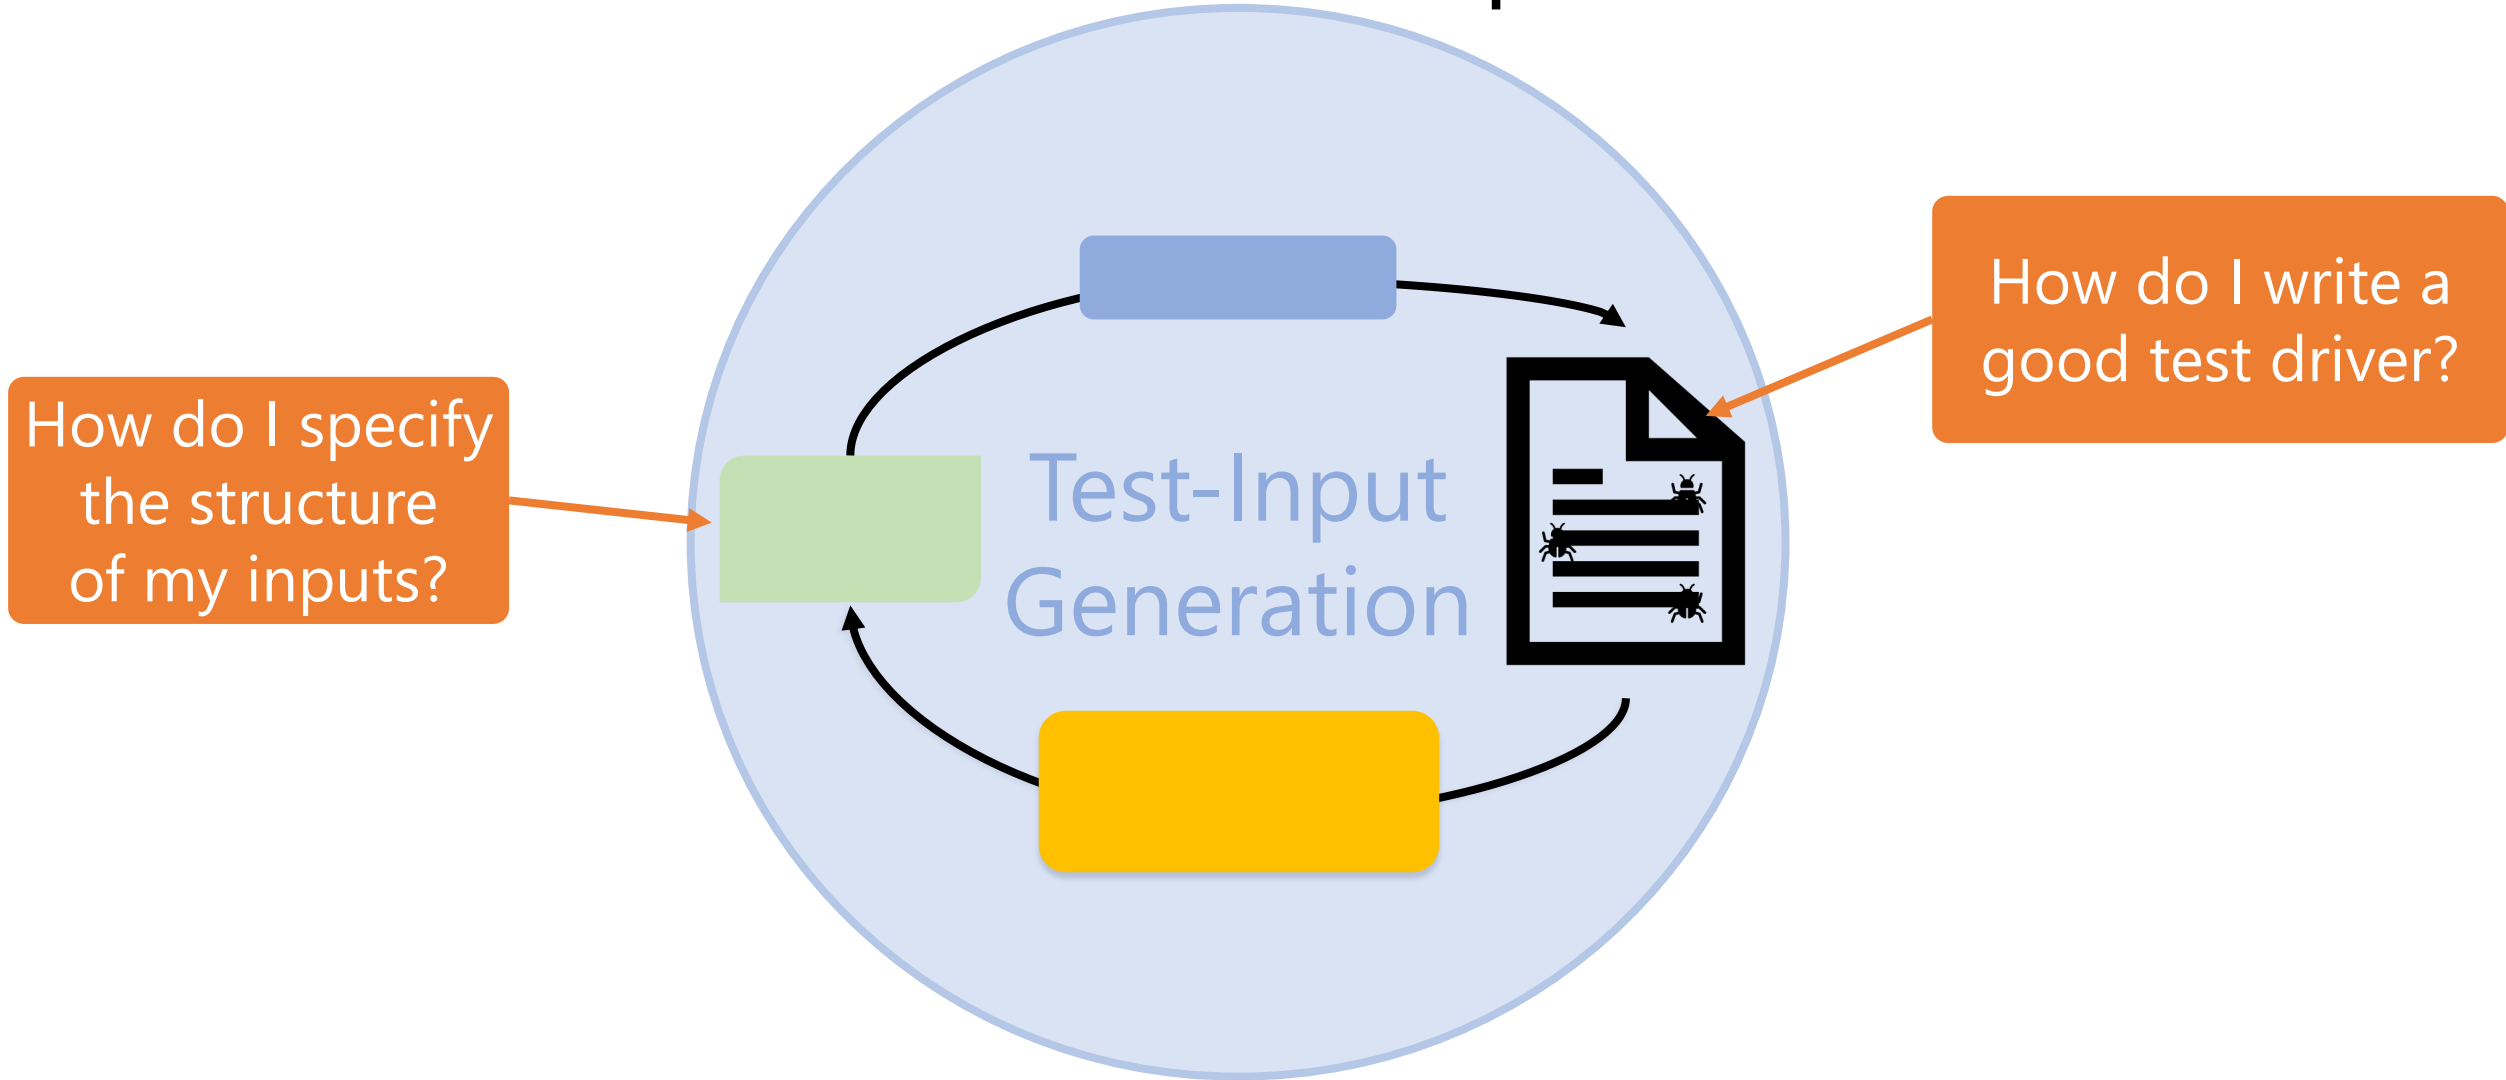 How do I specify
the structure
of my inputs?
Test-Input
Generation
How do I write a
good test driver?